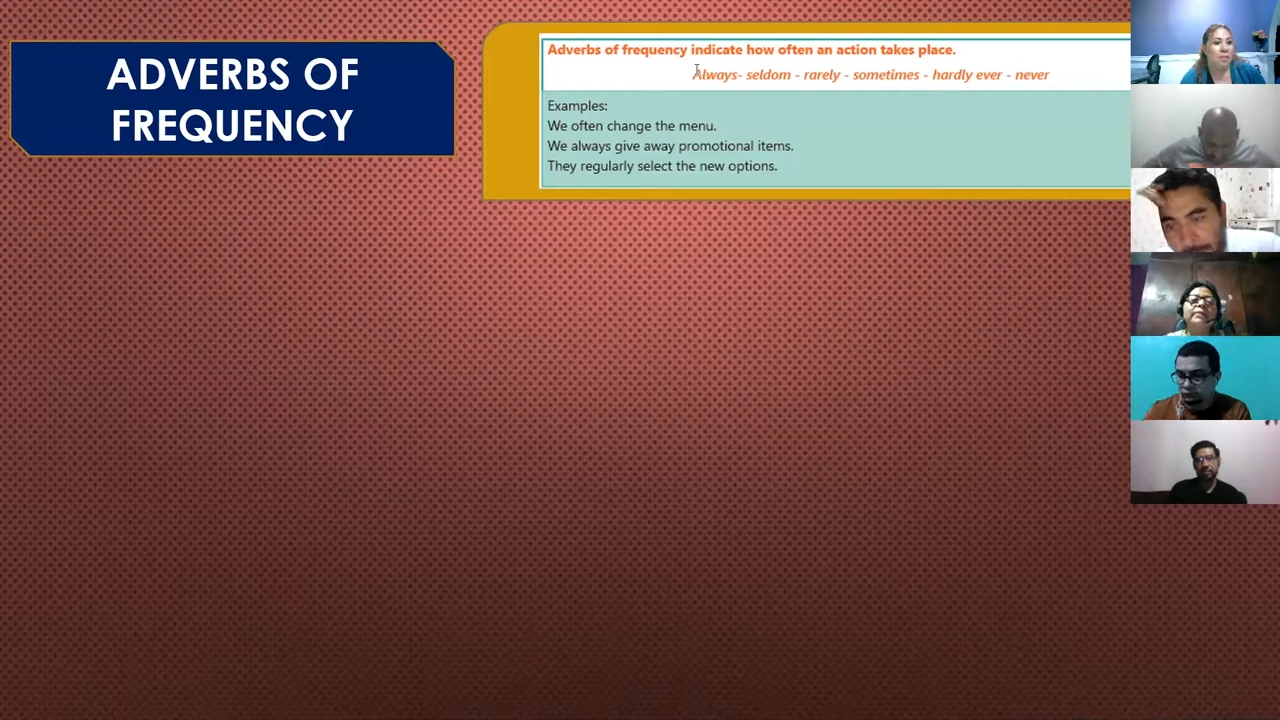 ADVERBS OF
FREQUENCY
Adverbs of frequency indicate how often an action takes place.
Always- seldom - rarely - sometimes - hardly ever - never
Examples:
We often change the menu.
We always give away promotional items.
They regularly select the new options.